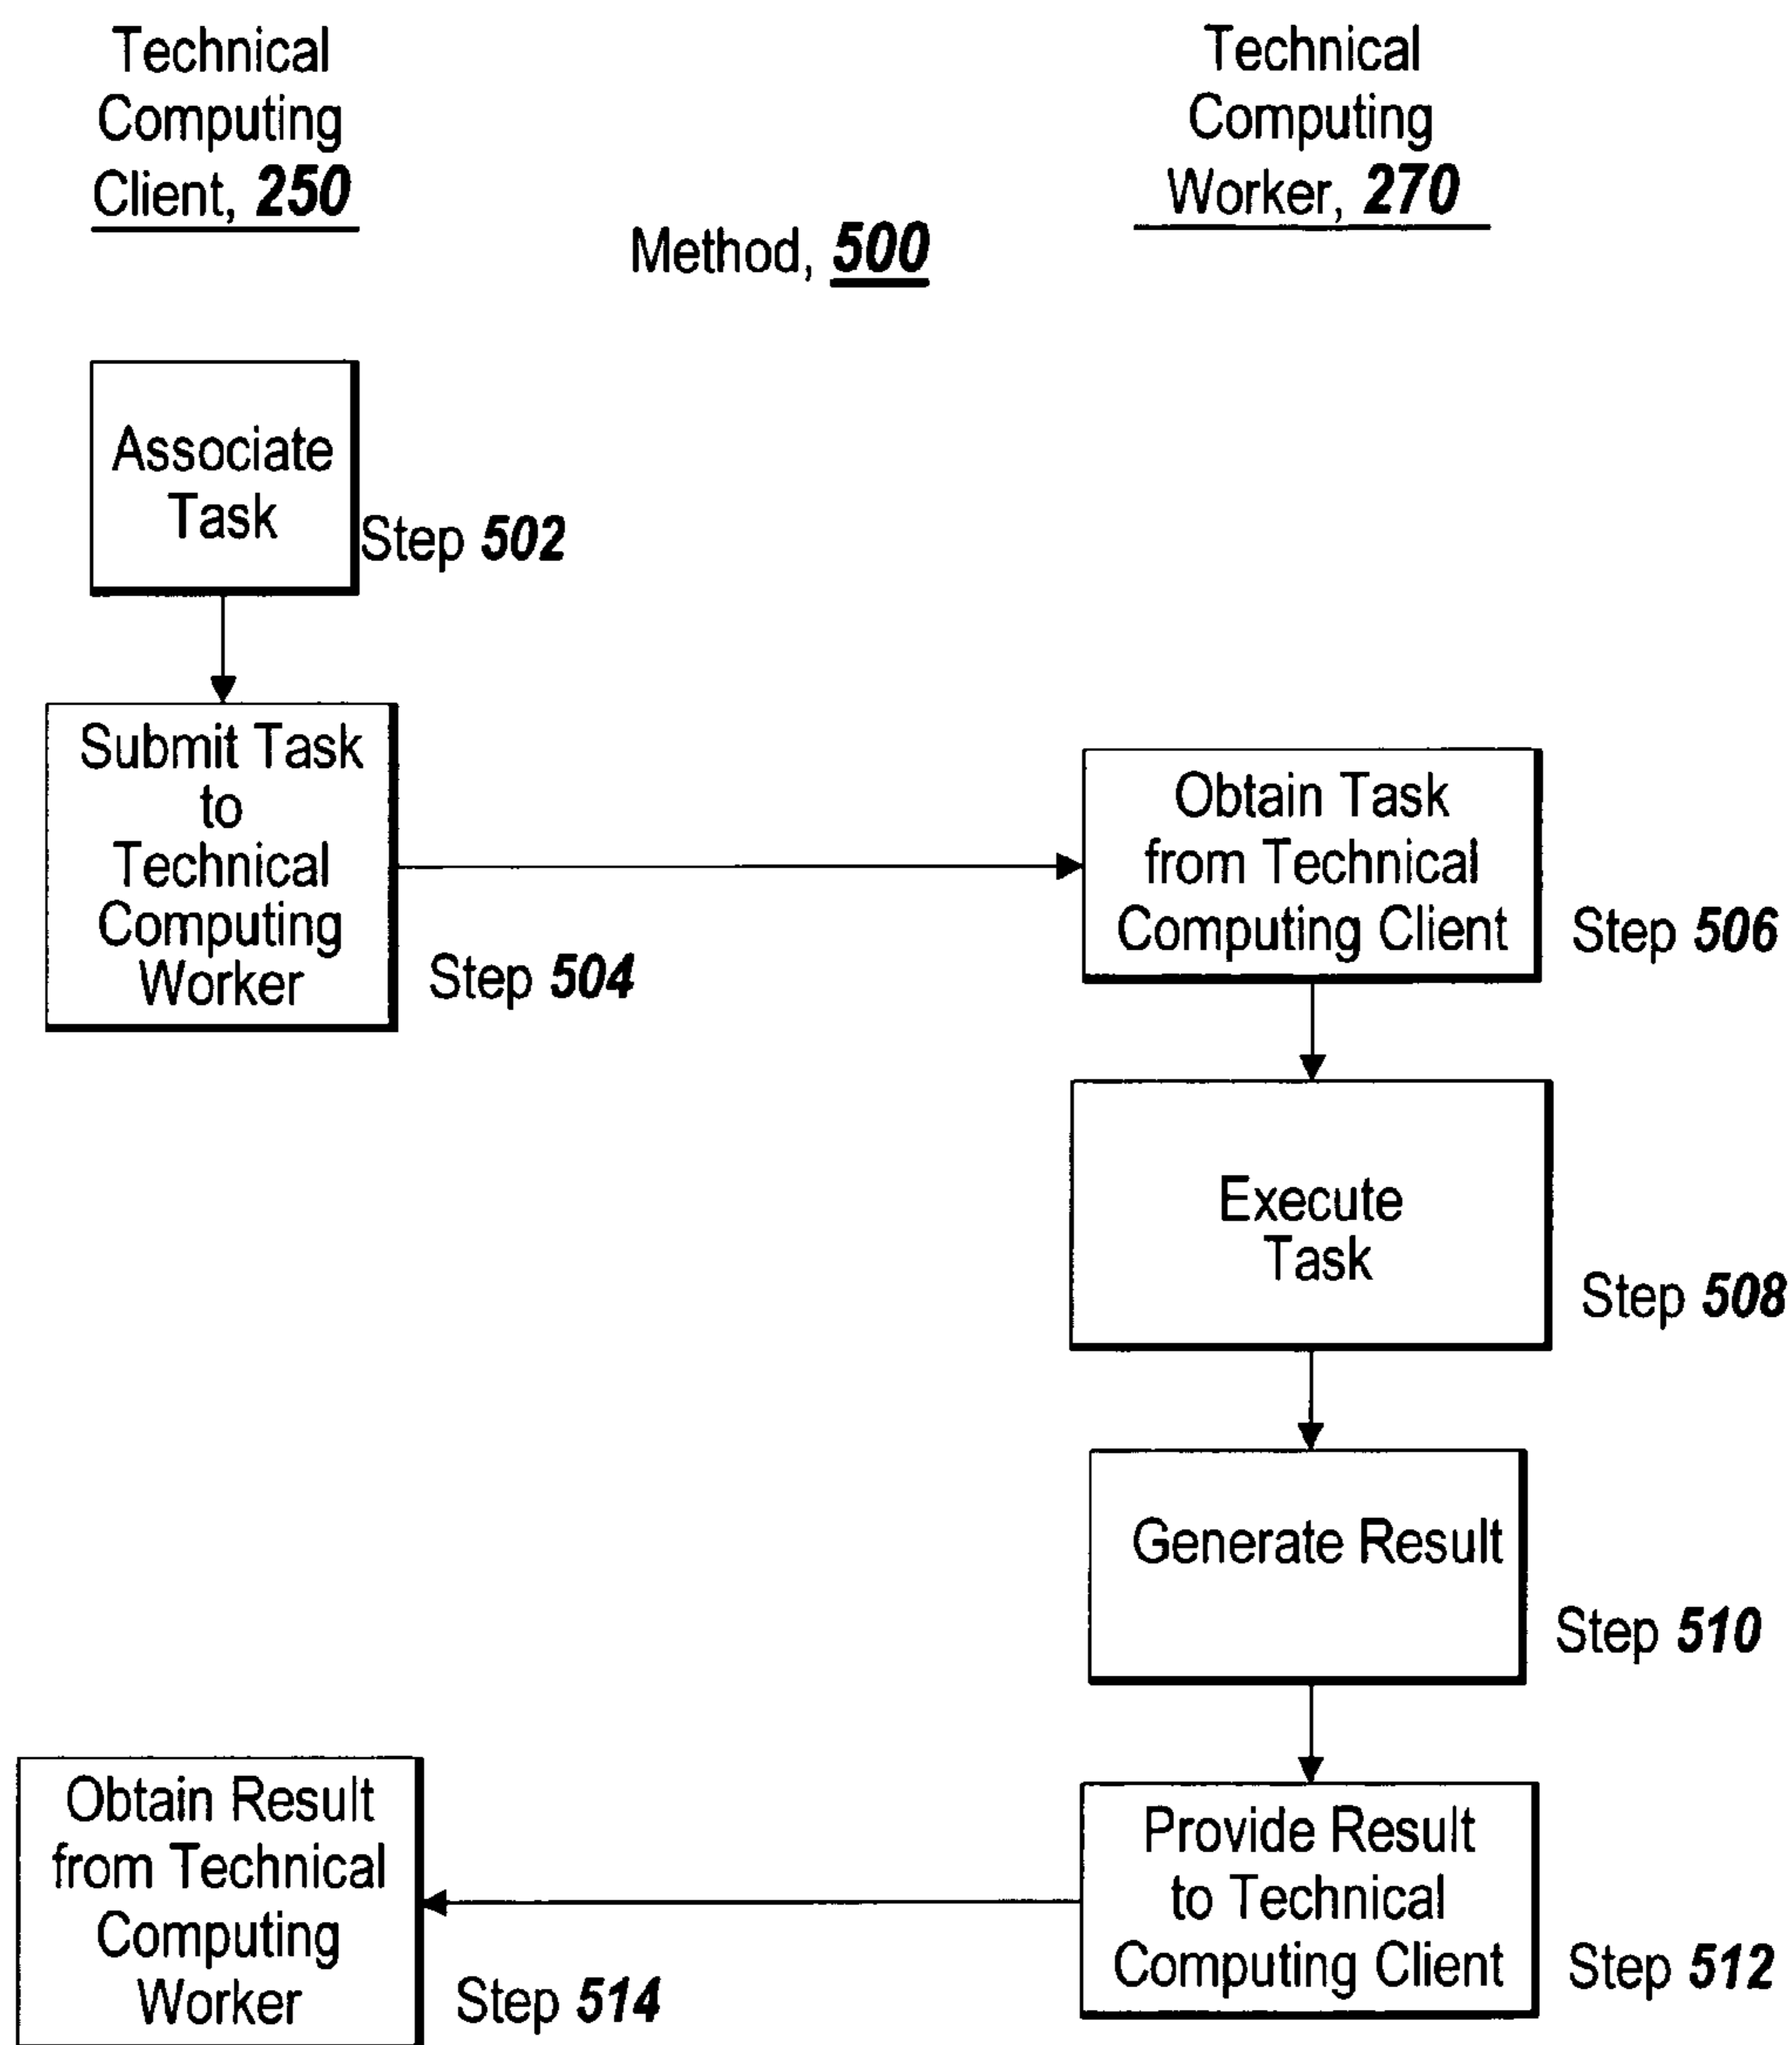 Technical
Computing
Client, 250
Technical
Computing
Worker, 270
Method, 500
Associate
Task
Step 502
Submit Task
to
Technical
Computing
Worker
Step 504
Obtain Task
from Technical
Computing Client
Step 506
Execute
Task
Step 508
Generate Result
Step 510
Provide Result
to Technical
Computing Client
Step 512
Obtain Result
from Technical
Computing
Worker
Step 514